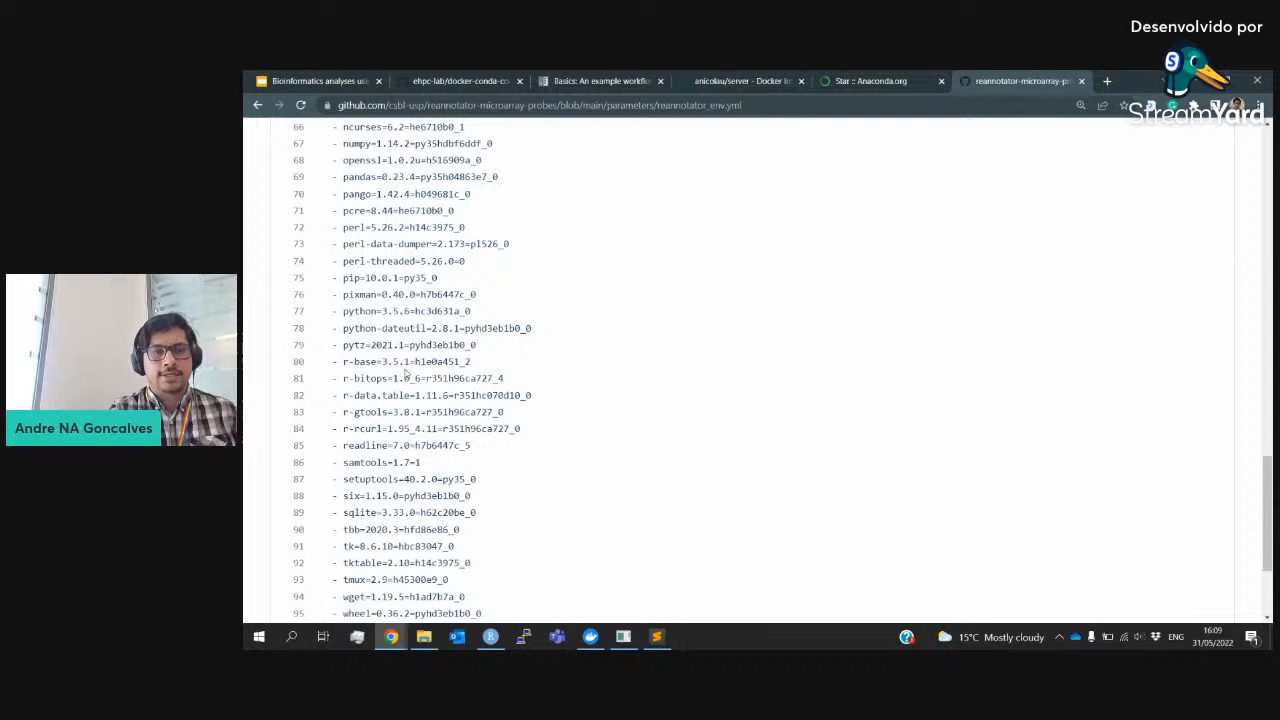 Desenvolvido por
StreamYard
Bioinformatics analyses usi
ehpc-lab/docker-conda-co
Basics: An example workflo
anicolau/server - Docker Im
Star :: Anaconda.org
reannotator-microarray-pr
github.com/csbl-usp/reannotator-microarray-probes/blob/main/parameters/reannotator_env.yml
66 - ncurses=6.2=he6710b0_1
67 - numpy=1.14.2=py35hdbf6ddf_0
68 - openssl=1.0.2u=h516909a_0
69 - pandas=0.23.4=py35h04863e7_0
70 - pango=1.42.4=h049681c_0
71 - pcre=8.44=he6710b0_0
72 - perl=5.26.2=h14c3975_0
73 - perl-data-dumper=2.173=pl526_0
74 - perl-threaded=5.26.0=0
75 - pip=10.0.1=py35_0
76 - pixman=0.40.0=h7b6447c_0
77 - python=3.5.6=hc3d631a_0
78 - python-dateutil=2.8.1=pyhd3eb1b0_0
79 - pytz=2021.1=pyhd3eb1b0_0
80 - r-base=3.5.1=h1e0a451_2
81 - r-bitops=1.0_6=r351h96ca727_4
82 - r-data.table=1.11.6=r351hc070d10_0
83 - r-gtools=3.8.1=r351h96ca727_0
84 - r-rcurl=1.95_4.11=r351h96ca727_0
85 - readline=7.0=h7b6447c_5
86 - samtools=1.7=1
87 - setuptools=40.2.0=py35_0
88 - six=1.15.0=pyhd3eb1b0_0
89 - sqlite=3.33.0=h62c20be_0
90 - tbb=2020.3=hfd86e86_0
91 - tk=8.6.10=hbc83047_0
92 - tktable=2.10=h14c3975_0
93 - tmux=2.9=h45300e9_0
94 - wget=1.19.5=h1ad7b7a_0
95 - wheel=0.36.2=pyhd3eb1b0_0
Andre NA Goncalves
15°C Mostly cloudy
ENG
16:09
31/05/2022